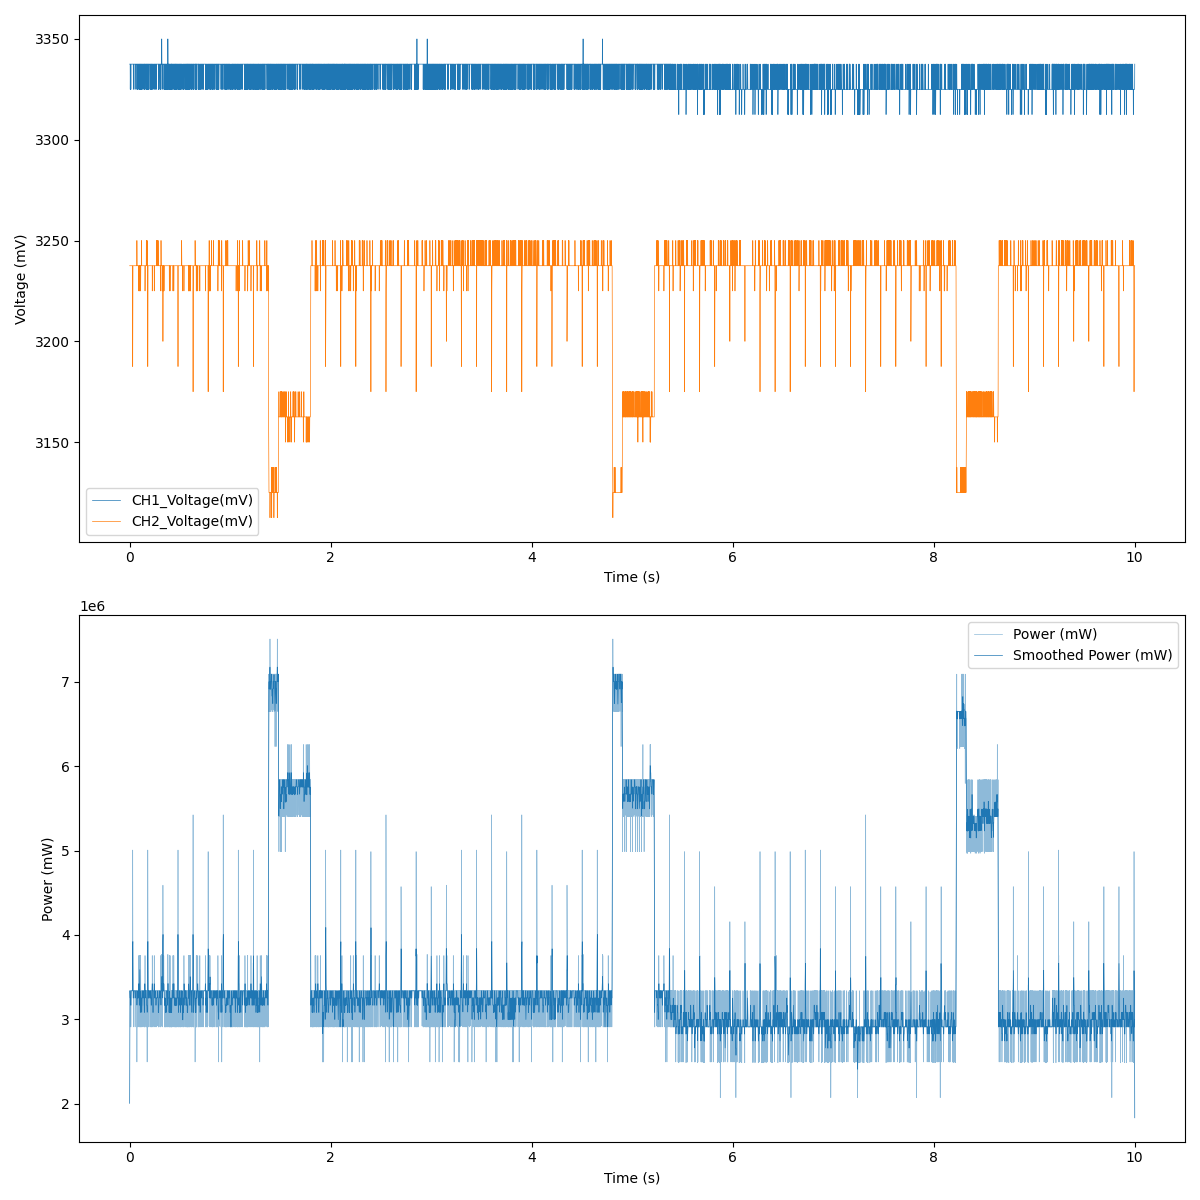 3350
3300
3250
3200
3150
Voltage (mV)
CH1_Voltage(mV)
CH2_Voltage(mV)
0 2 4 6 8 10
Time (s)
1e6
7
6
5
4
3
2
Power (mW)
Power (mW)
Smoothed Power (mW)
0 2 4 6 8 10
Time (s)